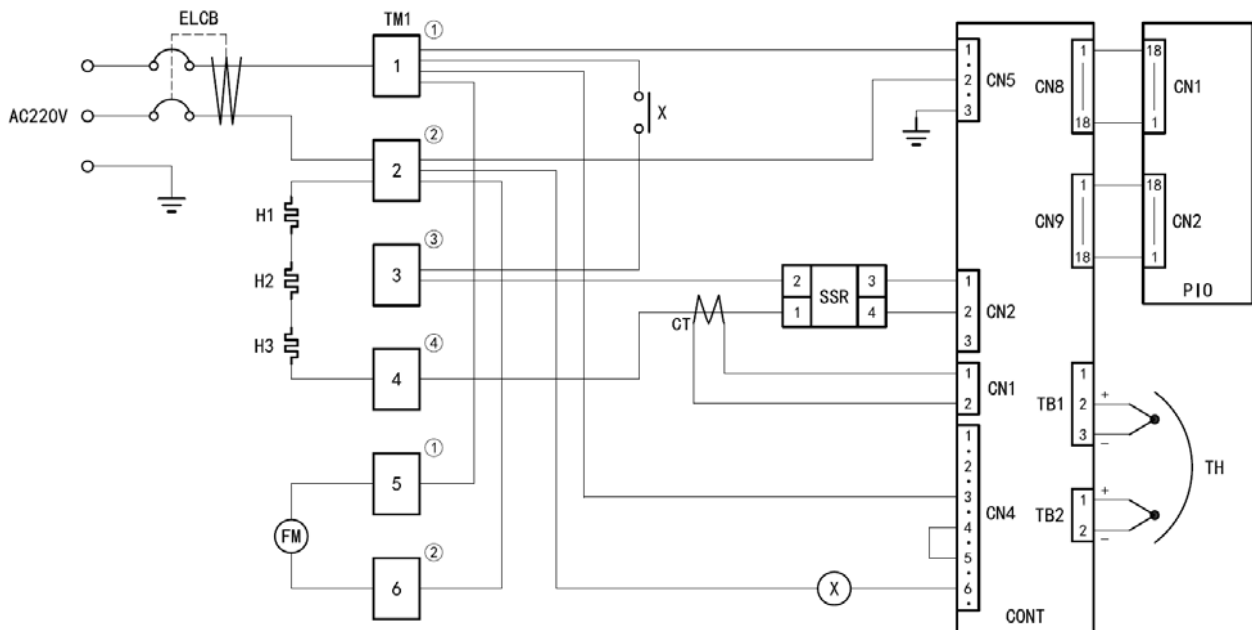 ELCB
AC220V
TM1
①
1
②
2
③
3
④
4
①
5
②
6
H1
H2
H3
FM
X
CT
2
1
SSR
3
4
X
1
2
3
CN5
1
2
3
CN2
1
2
CN1
1
2
3
4
5
6
CN4
CONT
1
18
CN8
1
18
CN9
18
1
CN1
18
1
CN2
PIO
1
2
3
TB1
+
−
1
2
TB2
+
−
TH